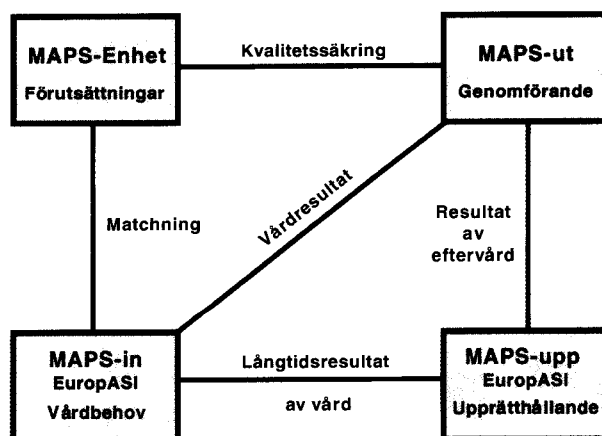 MAPS-Enhet
Förutsättningar
Kvalitetssäkring
MAPS-ut
Genomförande
Matchning
Vårdresultat
Resultat
av
eftervård
MAPS-in
EuropASI
Vårdbehov
Långtidsresultat
av vård
MAPS-upp
EuropASI
Upprätthållande